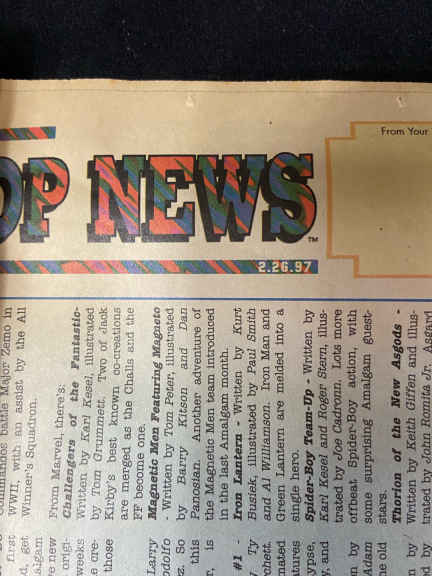 OP NEWS™
2.26.97
From Your
first
d, get
algam
e new
origi-
weeks
e cre-
those
Larry
odolfo
z. So
this
r, is
#1 -
chett.
nated
atures
ypse,
y, and
n by
Adam
he old
n by
battle Major Zemo in
WWII, with an assist by the All
Winner's Squadron.
From Marvel, there's:
Challengers of the Fantastic-
Written by Karl Kesel, illustrated
by Tom Grummett. Two of Jack
Kirby's best known co-creations
are merged as the Challs and the
FF become one.
Magnetic Men Featuring Magneto
- Written by Tom Peter, illustrated
by Barry Kitson and Dan
Panosian. Another adventure of
the Magnetic Men team introduced
in the last Amalgam month.
Iron Lantern - Written by Kurt
Busiek, illustrated by Paul Smith
and Al Williamson. Iron Man and
Green Lantern are melded into a
single hero.
Spider-Boy Team-Up - Written by
Karl Kesel and Roger Stern, illus-
trated by Joe Cadronn. Lots more
offbeat Spider-Boy action, with
some surprising Amalgam guest-
stars.
Thorion of the New Asgods -
Written by Keith Giffen and illus-
trated by John Romita Jr. Asgard
Ty